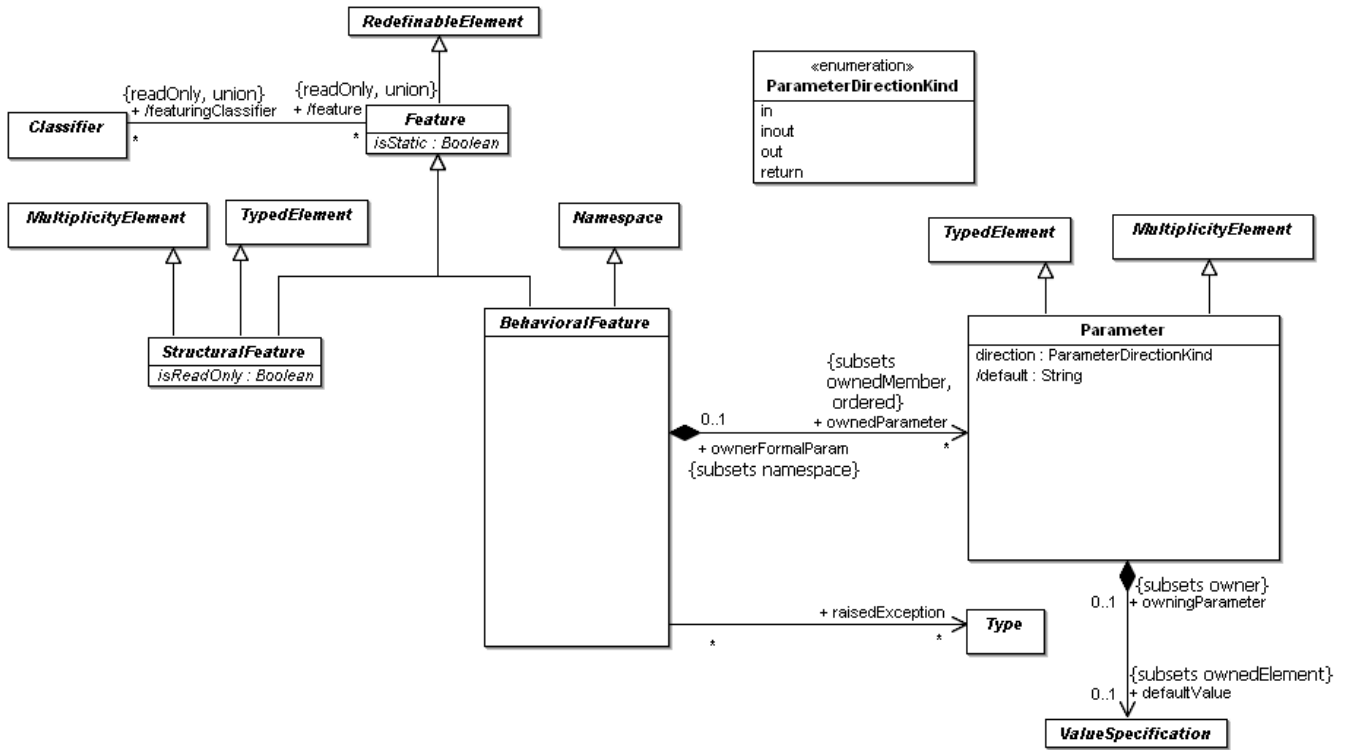 RedefinableElement
«enumeration»
ParameterDirectionKind
in
inout
out
return
{readOnly, union}
{readOnly, union}
+ /featuringClassifier
+ /feature
Classifier
*
*
Feature
isStatic : Boolean
MultiplicityElement
TypedElement
Namespace
TypedElement
MultiplicityElement
StructuralFeature
isReadOnly : Boolean
BehavioralFeature
Parameter
direction : ParameterDirectionKind
/default : String
{subsets
ownedMember,
ordered}
0..1
+ ownedParameter
+ ownerFormalParam
*
{subsets namespace}
{subsets owner}
0..1
+ owningParameter
+ raisedException
*
*
Type
{subsets ownedElement}
0..1
+ defaultValue
ValueSpecification